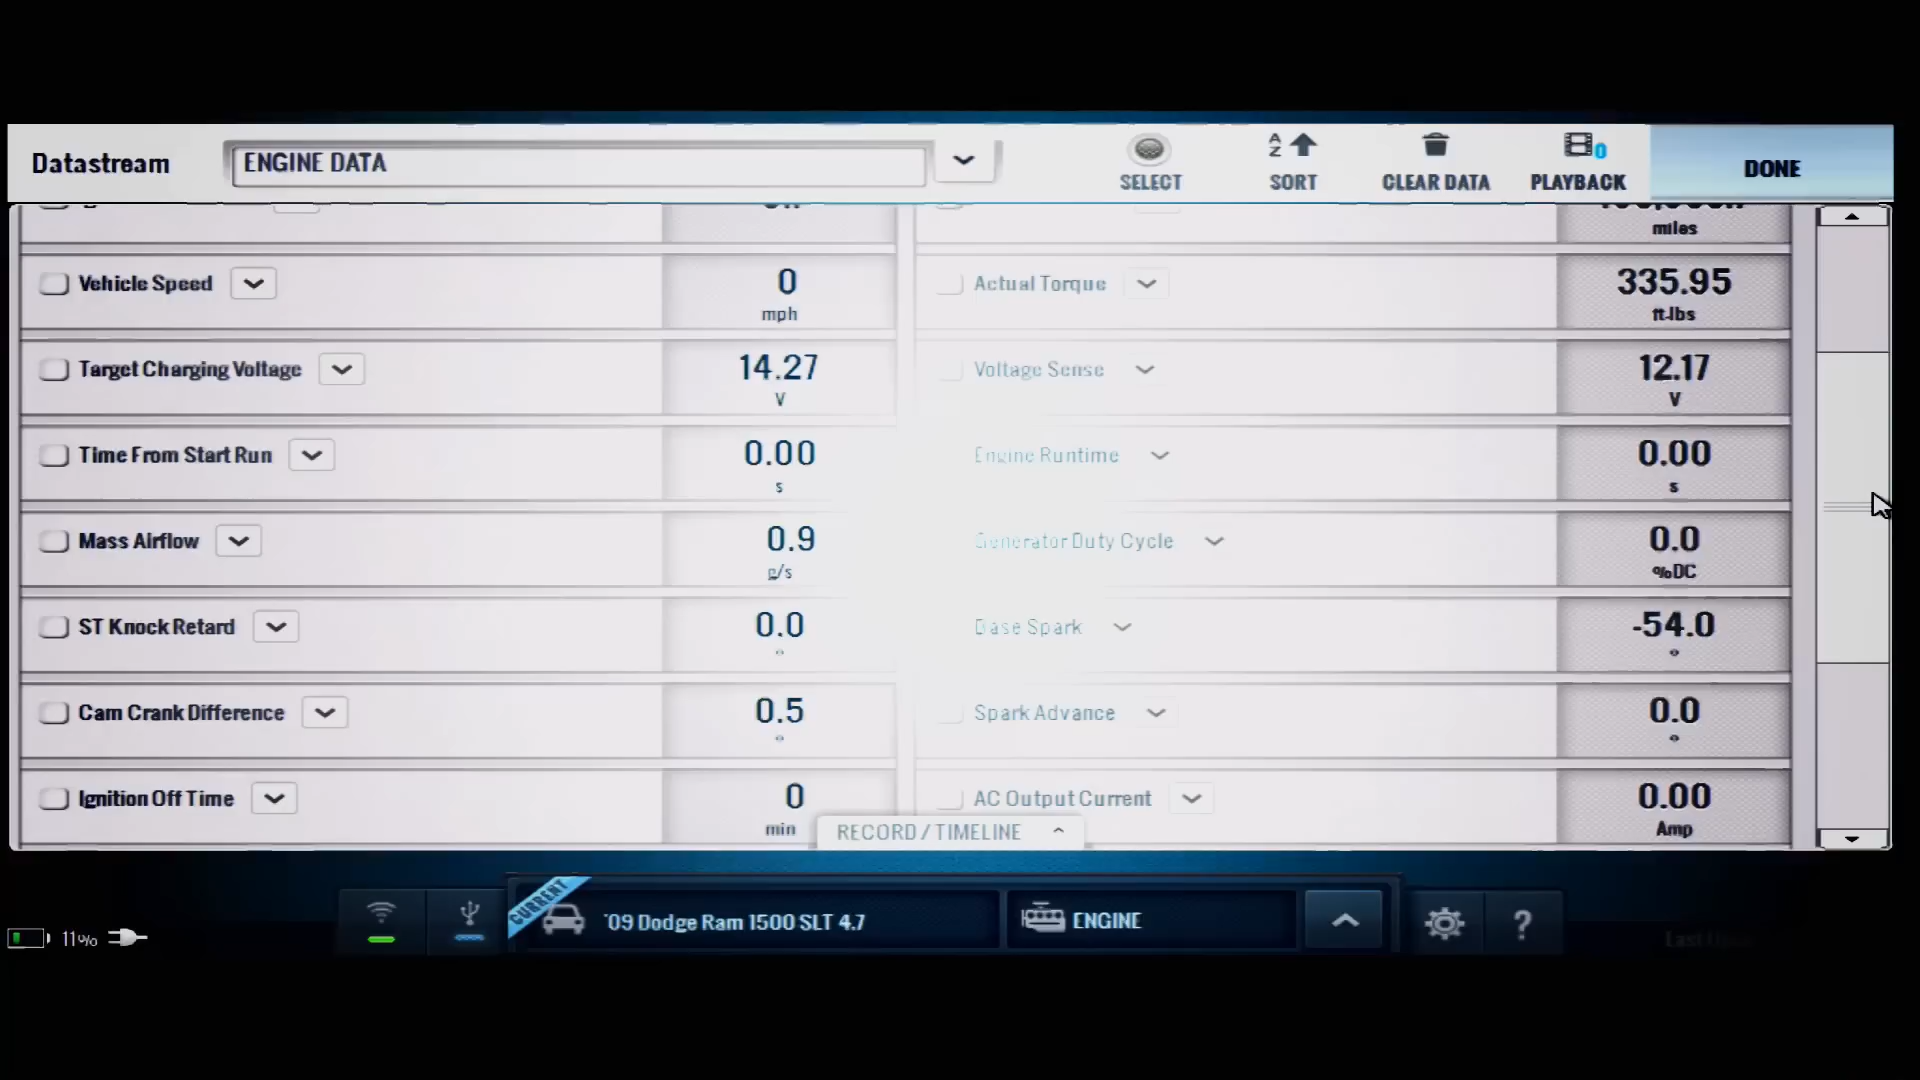 Datastream
ENGINE DATA
SELECT
SORT
CLEAR DATA
PLAYBACK
DONE
miles
Vehicle Speed
0
mph
Actual Torque
335.95
ft-lbs
Target Charging Voltage
14.27
V
Voltage Sense
12.17
V
Time From Start Run
0.00
s
Engine Runtime
0.00
s
Mass Airflow
0.9
g/s
Generator Duty Cycle
0.0
%DC
ST Knock Retard
0.0
°
Base Spark
-54.0
°
Cam Crank Difference
0.5
°
Spark Advance
0.0
°
Ignition Off Time
0
min
AC Output Current
0.00
Amp
RECORD / TIMELINE
CURRENT
'09 Dodge Ram 1500 SLT 4.7
ENGINE
?
11%